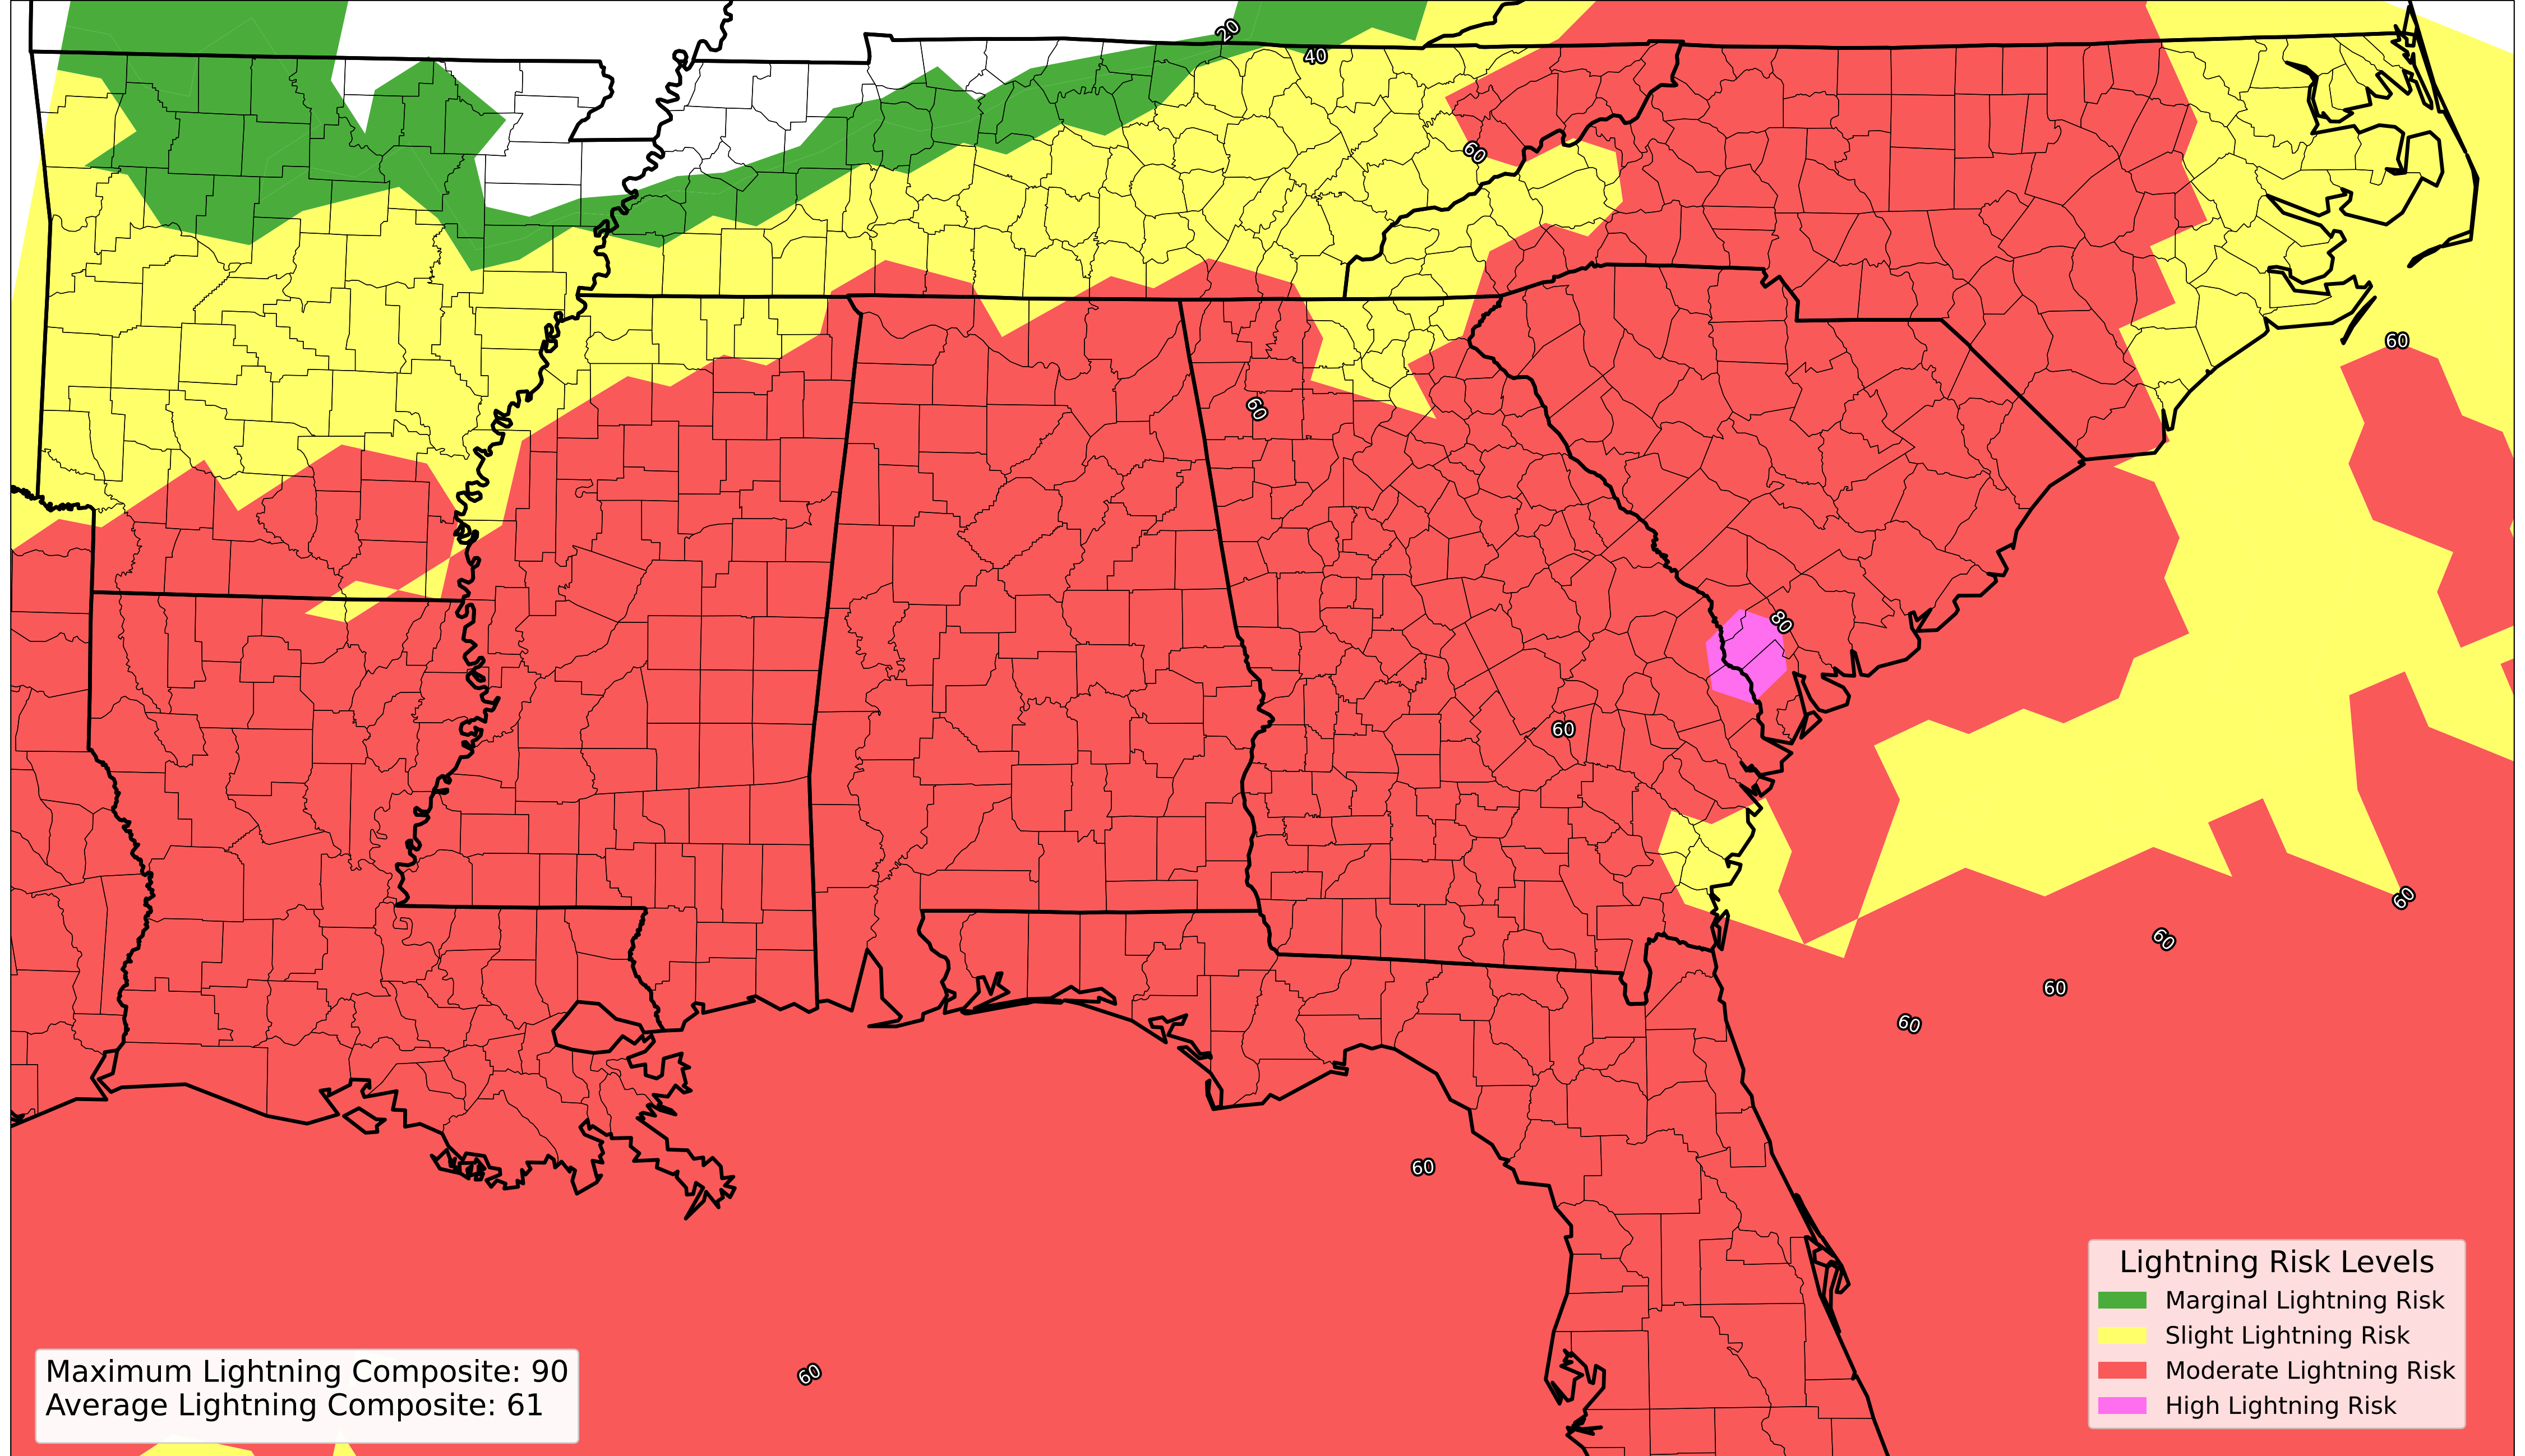 20
40
60
60
60
80
60
60
60
60
60
60
60
Lightning Risk Levels
Marginal Lightning Risk
Slight Lightning Risk
Moderate Lightning Risk
High Lightning Risk
Maximum Lightning Composite: 90
Average Lightning Composite: 61